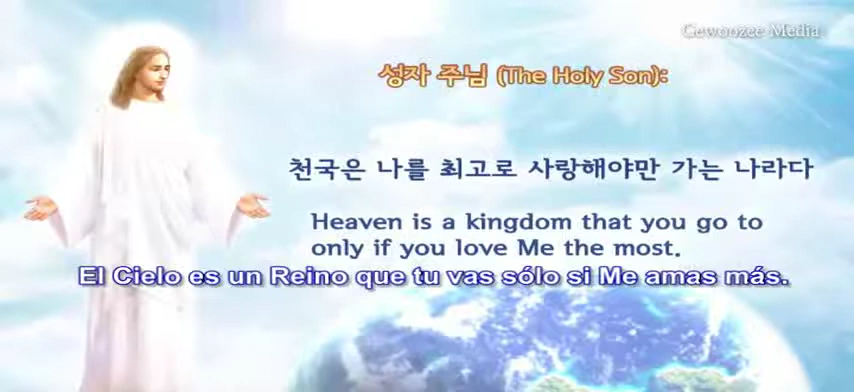 Gewoozee Media
성자 주님 (The Holy Son):
천국은 나를 최고로 사랑해야만 가는 나라다
Heaven is a kingdom that you go to
only if you love Me the most.
El Cielo es un Reino que tu vas sólo si Me amas más.